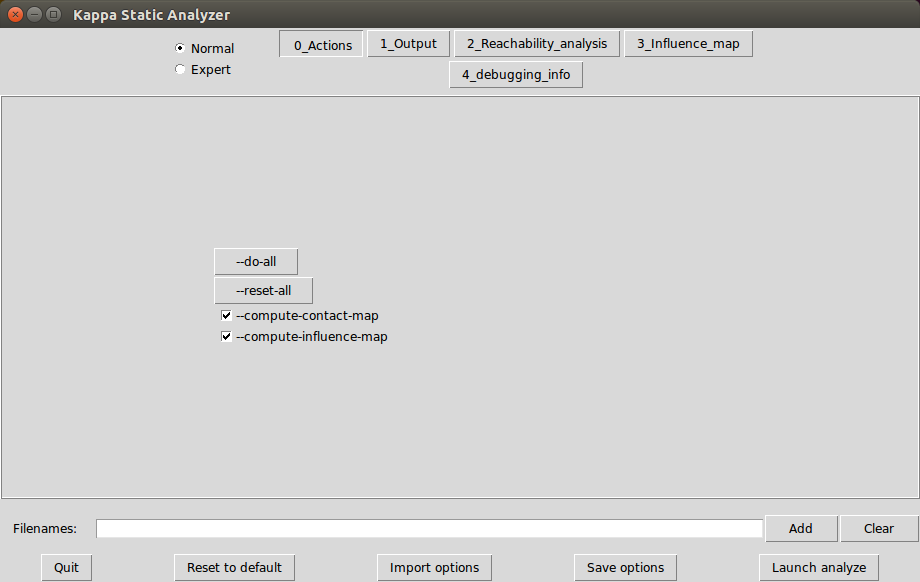 Kappa Static Analyzer
Normal
Expert
0_Actions
1_Output
2_Reachability_analysis
3_Influence_map
4_debugging_info
--do-all
--reset-all
--compute-contact-map
--compute-influence-map
Filenames:
Add
Clear
Quit
Reset to default
Import options
Save options
Launch analyze